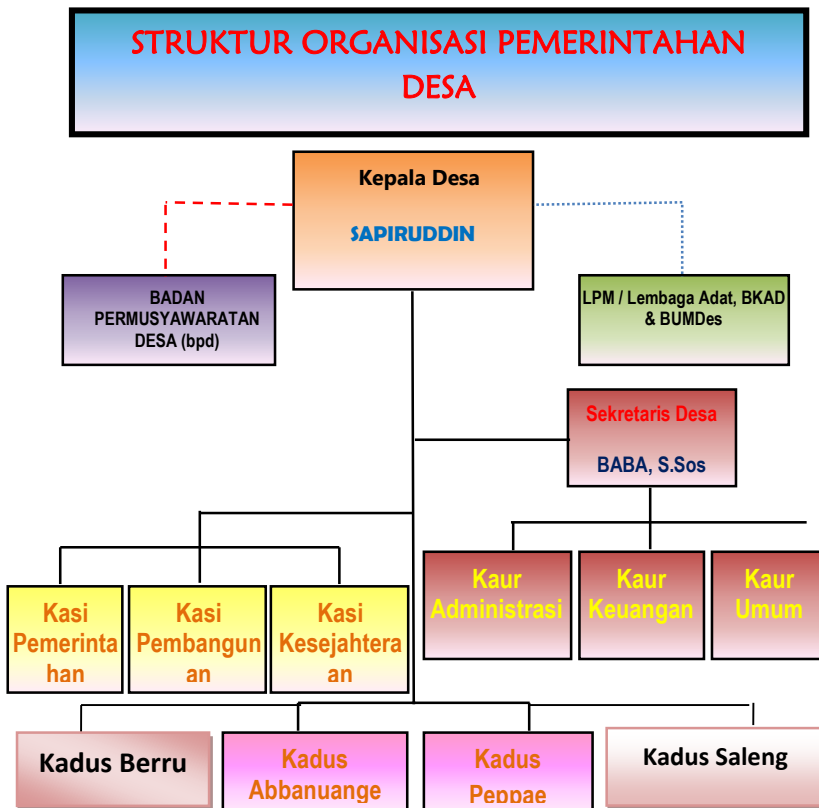 STRUKTUR ORGANISASI PEMERINTAHAN
DESA
Kepala Desa
SAPIRUDDIN
BADAN
PERMUSYAWARATAN
DESA (bpd)
LPM / Lembaga Adat, BKAD
& BUMDes
Sekretaris Desa
BABA, S.Sos
Kasi
Pemerinta
han
Kasi
Pembangun
an
Kasi
Kesejahtera
an
Kaur
Administrasi
Kaur
Keuangan
Kaur
Umum
Kadus Berru
Kadus
Abbanuange
Kadus
Peppae
Kadus Saleng